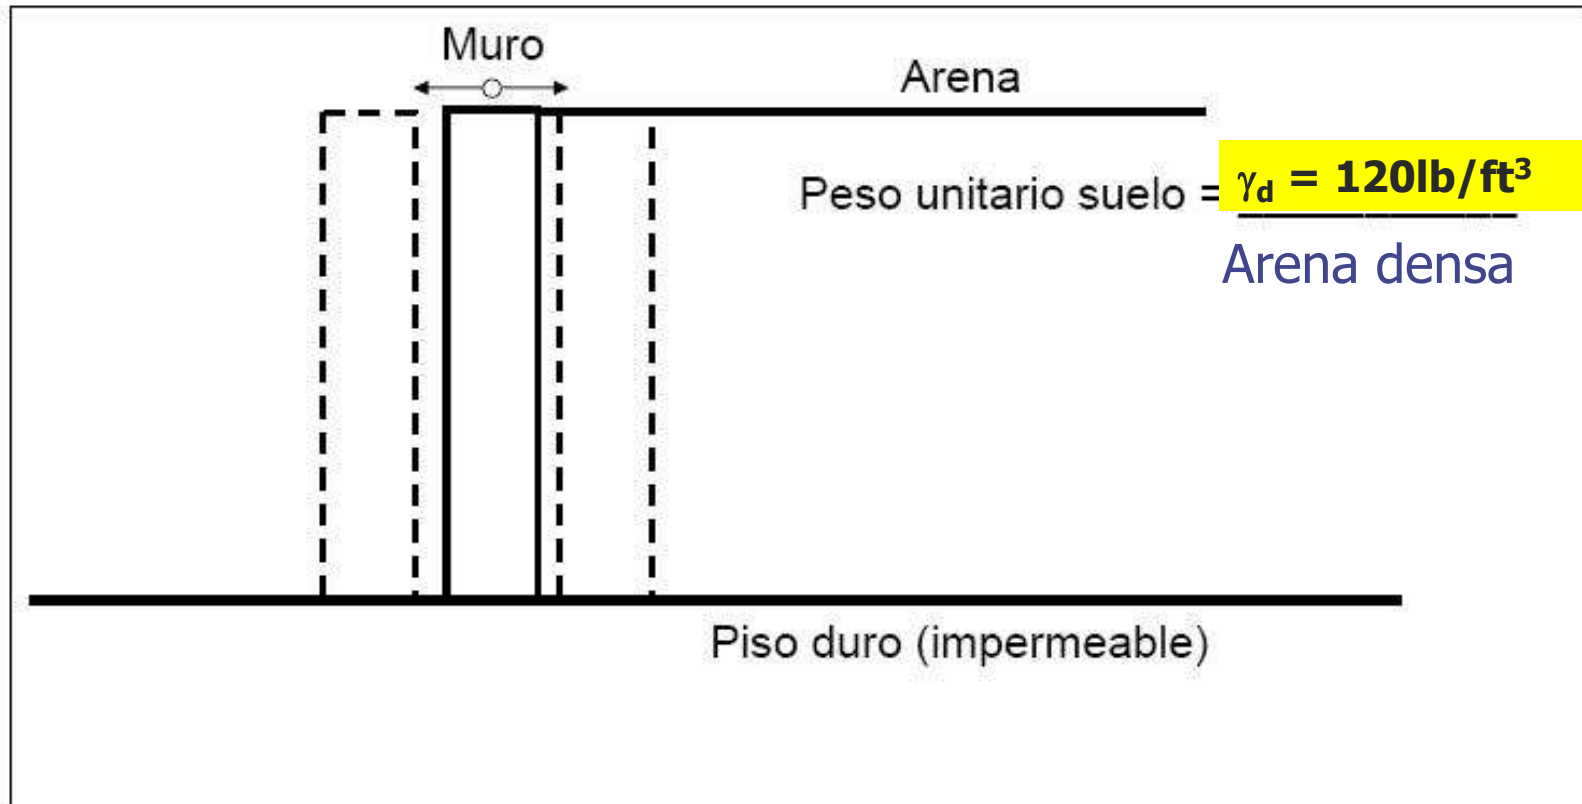 Muro
Arena
Peso unitario suelo = γd = 120lb/ft³
Arena densa
Piso duro (impermeable)